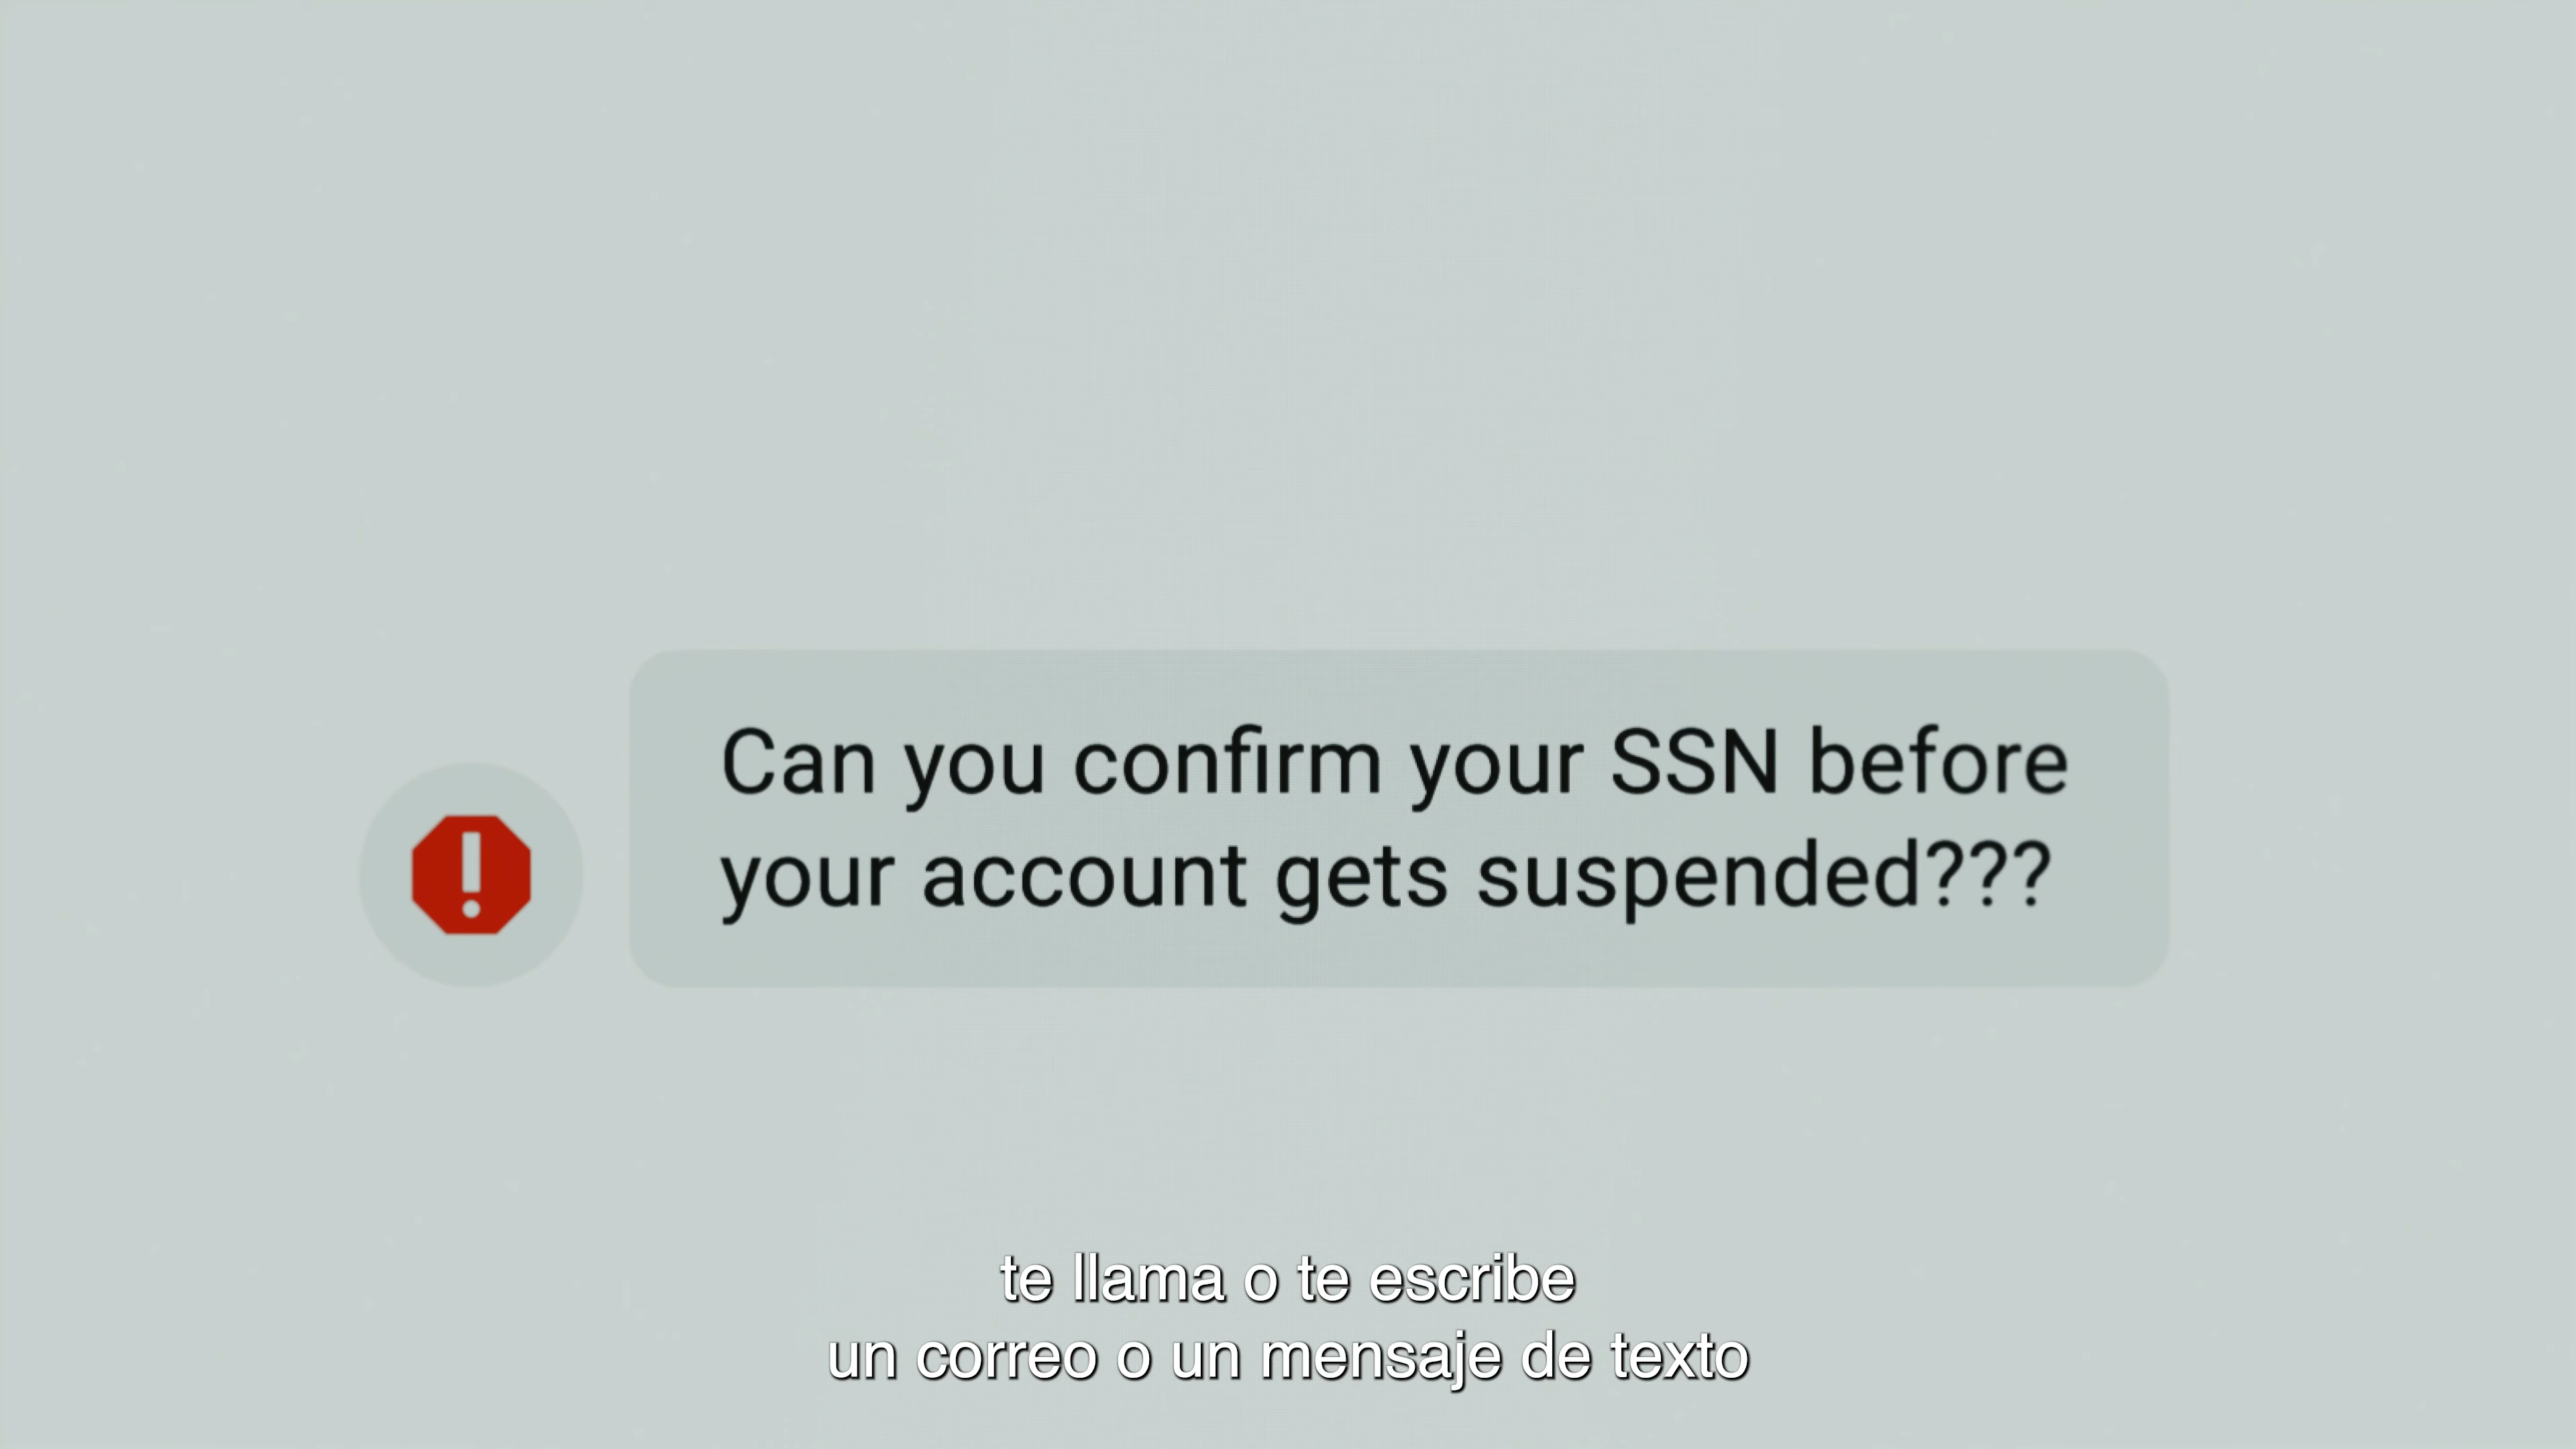 Can you confirm your SSN before
your account gets suspended???
te llama o te escribe
un correo o un mensaje de texto